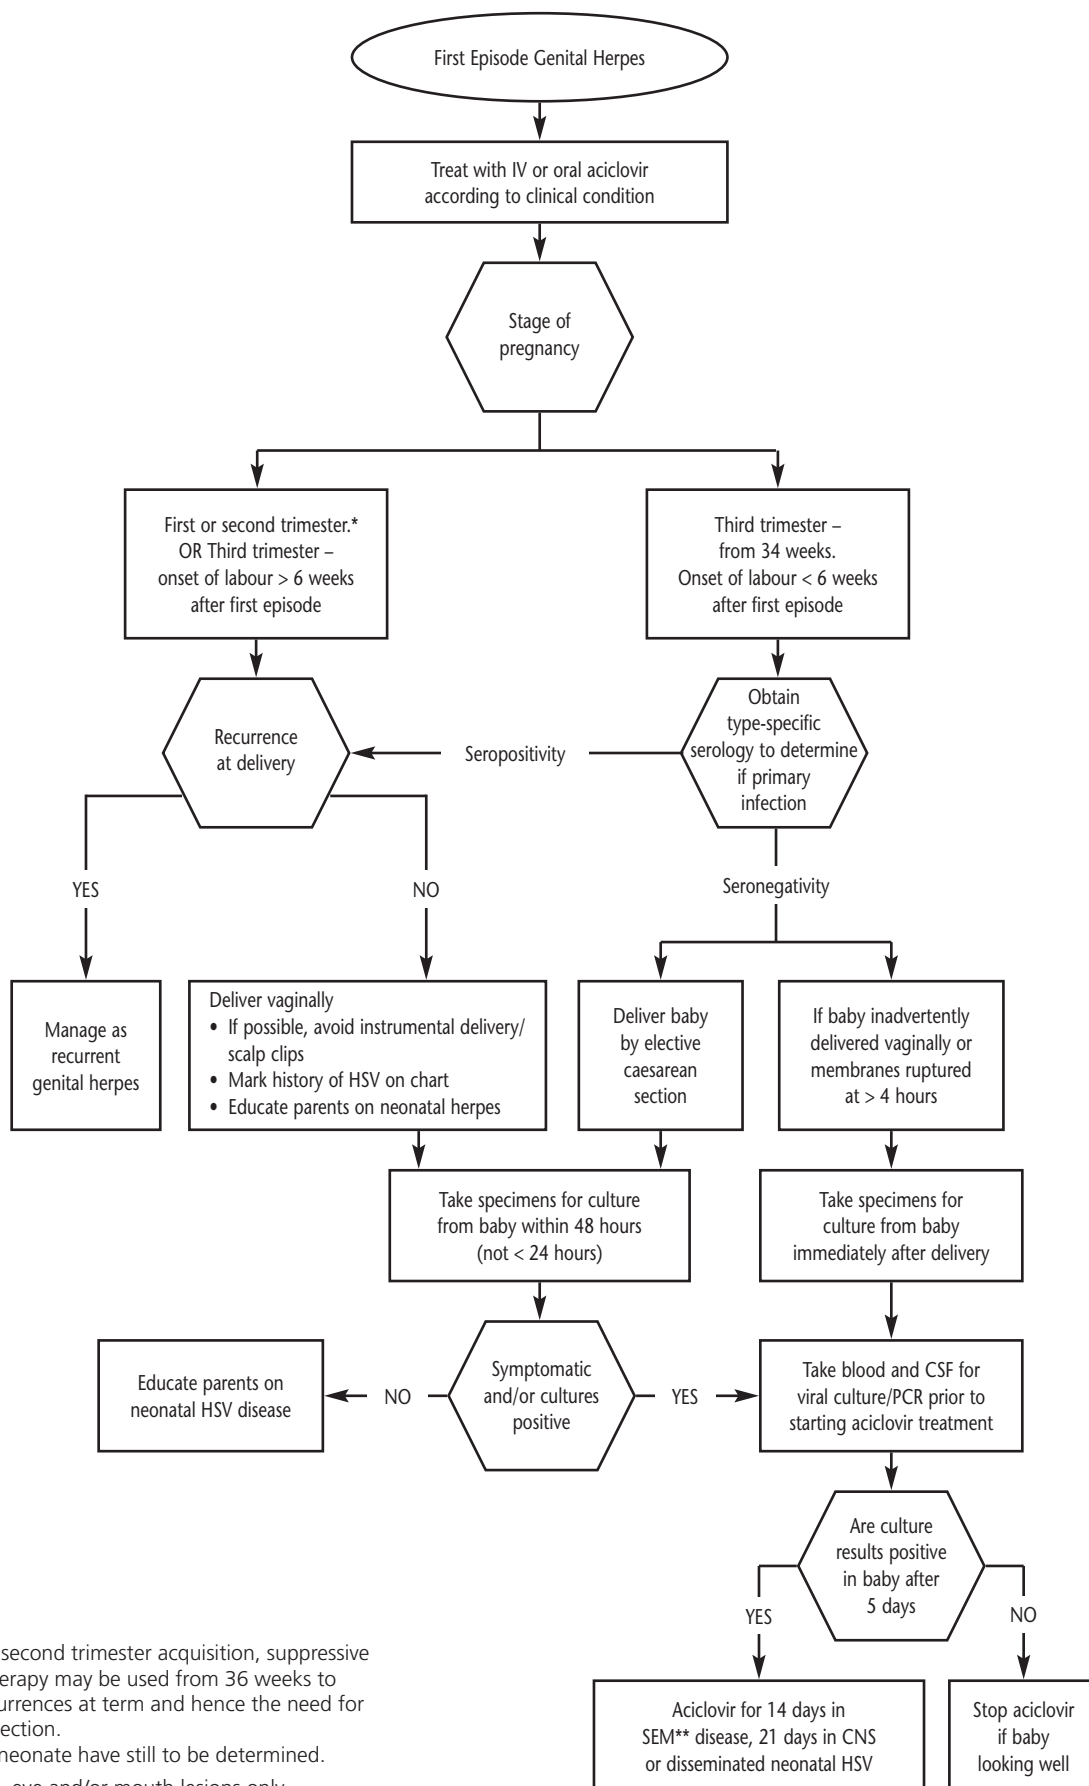 First Episode Genital Herpes
Treat with IV or oral aciclovir
according to clinical condition
Stage of
pregnancy
First or second trimester.*
OR Third trimester –
onset of labour > 6 weeks
after first episode
Third trimester –
from 34 weeks.
Onset of labour < 6 weeks
after first episode
Recurrence
at delivery
Seropositivity
Obtain
type-specific
serology to determine
if primary
infection
YES
NO
Seronegativity
Manage as
recurrent
genital herpes
Deliver vaginally
• If possible, avoid instrumental delivery/
scalp clips
• Mark history of HSV on chart
• Educate parents on neonatal herpes
Deliver baby
by elective
caesarean
section
If baby inadvertently
delivered vaginally or
membranes ruptured
at > 4 hours
Take specimens for culture
from baby within 48 hours
(not < 24 hours)
Take specimens for
culture from baby
immediately after delivery
Educate parents on
neonatal HSV disease
NO
Symptomatic
and/or cultures
positive
YES
Take blood and CSF for
viral culture/PCR prior to
starting aciclovir treatment
Are culture
results positive
in baby after
5 days
YES
NO
second trimester acquisition, suppressive
erapy may be used from 36 weeks to
urrences at term and hence the need for
ection.
neonate have still to be determined.
eye and/or mouth lesions only
Aciclovir for 14 days in
SEM** disease, 21 days in CNS
or disseminated neonatal HSV
Stop aciclovir
if baby
looking well